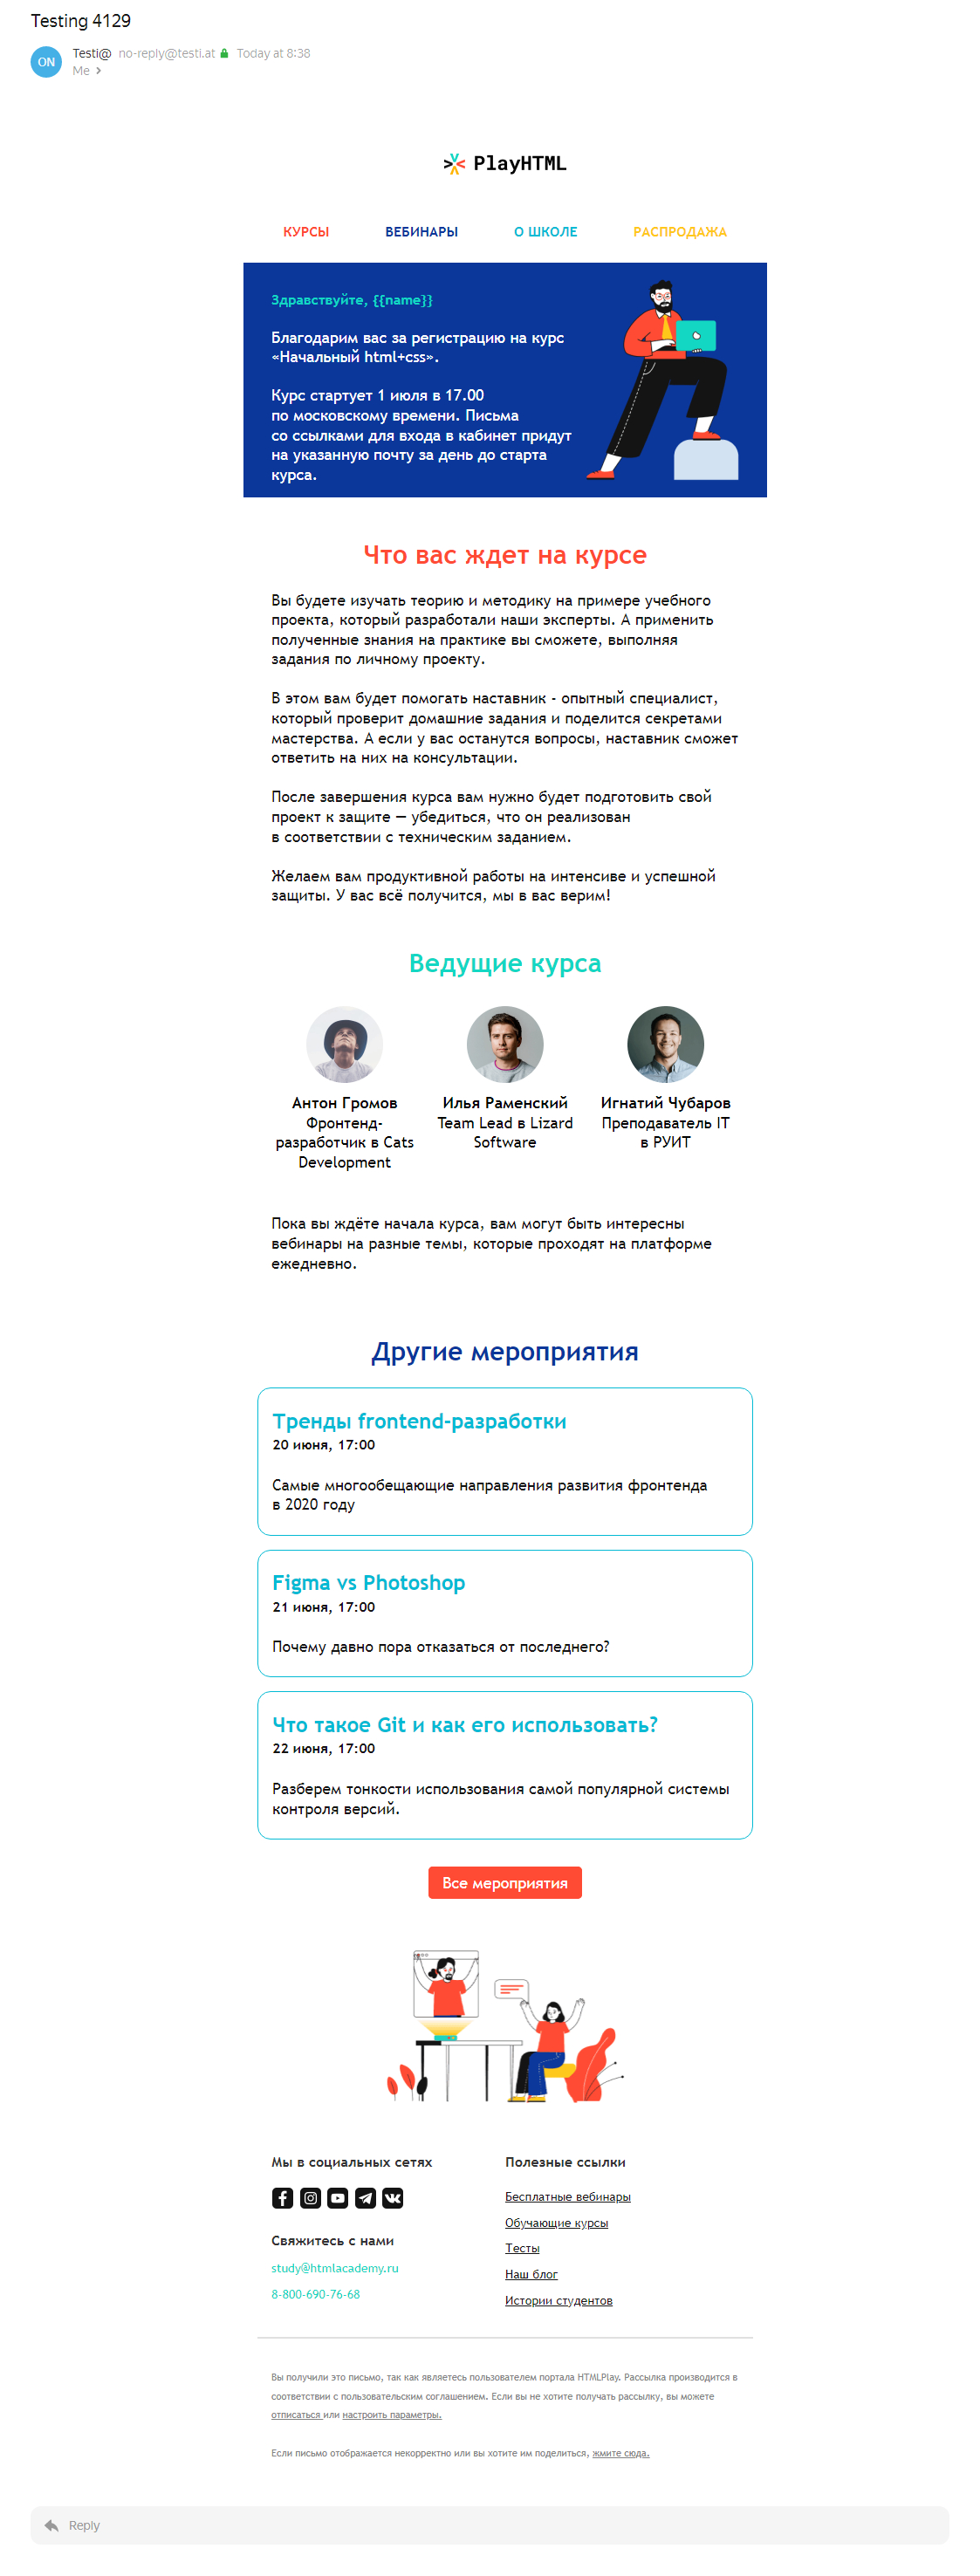 Testing 4129
ON
Testi@ no-reply@testi.at Today at 8:38
Me
PlayHTML
КУРСЫ ВЕБИНАРЫ О ШКОЛЕ РАСПРОДАЖА
Здравствуйте, {{name}}
Благодарим вас за регистрацию на курс
«Начальный html+css».
Курс стартует 1 июля в 17.00
по московскому времени. Письма
со ссылками для входа в кабинет придут
на указанную почту за день до старта
курса.
Что вас ждет на курсе
Вы будете изучать теорию и методику на примере учебного
проекта, который разработали наши эксперты. А применить
полученные знания на практике вы сможете, выполняя
задания по личному проекту.
В этом вам будет помогать наставник - опытный специалист,
который проверит домашние задания и поделится секретами
мастерства. А если у вас останутся вопросы, наставник сможет
ответить на них на консультации.
После завершения курса вам нужно будет подготовить свой
проект к защите — убедиться, что он реализован
в соответствии с техническим заданием.
Желаем вам продуктивной работы на интенсиве и успешной
защиты. У вас всё получится, мы в вас верим!
Ведущие курса
Антон Громов
Фронтенд-
разработчик в Cats
Development
Илья Раменский
Team Lead в Lizard
Software
Игнатий Чубаров
Преподаватель IT
в РУИТ
Пока вы ждёте начала курса, вам могут быть интересны
вебинары на разные темы, которые проходят на платформе
ежедневно.
Другие мероприятия
Тренды frontend-разработки
20 июня, 17:00
Самые многообещающие направления развития фронтенда
в 2020 году
Figma vs Photoshop
21 июня, 17:00
Почему давно пора отказаться от последнего?
Что такое Git и как его использовать?
22 июня, 17:00
Разберем тонкости использования самой популярной системы
контроля версий.
Все мероприятия
Мы в социальных сетях
Свяжитесь с нами
study@htmlacademy.ru
8-800-690-76-68
Полезные ссылки
Бесплатные вебинары
Обучающие курсы
Тесты
Наш блог
Истории студентов
Вы получили это письмо, так как являетесь пользователем портала HTMLPlay. Рассылка производится в
соответствии с пользовательским соглашением. Если вы не хотите получать рассылку, вы можете
отписаться или настроить параметры.
Если письмо отображается некорректно или вы хотите им поделиться, жмите сюда.
Reply